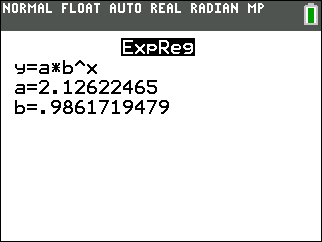 NORMAL FLOAT AUTO REAL RADIAN MP
ExpReg
y=a*b^x
a=2.12622465
b=.9861719479